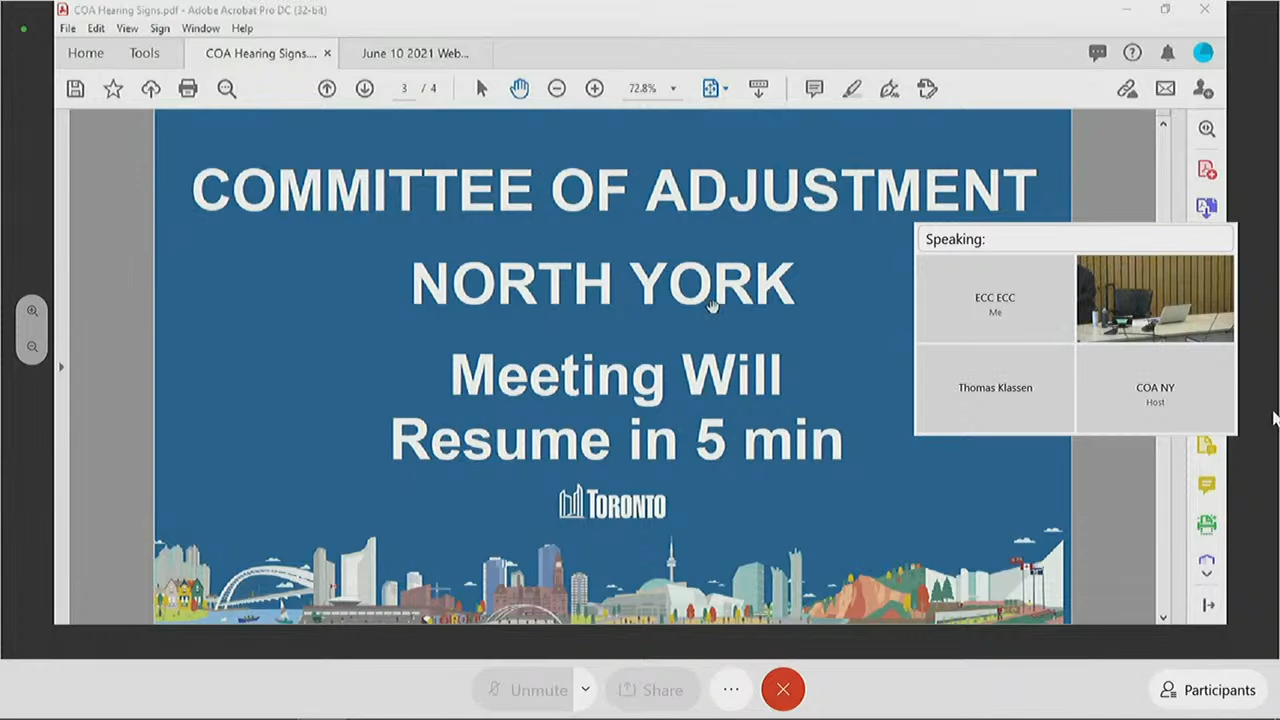 COA Hearing Signs.pdf - Adobe Acrobat Pro DC (32-bit)
File Edit View Sign Window Help
Home Tools COA Hearing Signs.... × June 10 2021 Web...
3 / 4 72.8%
COMMITTEE OF ADJUSTMENT
NORTH YORK
Meeting Will
Resume in 5 min
TORONTO
Speaking:
ECC ECC
Me
Thomas Klassen
COA NY
Host
Unmute Share ... Participants